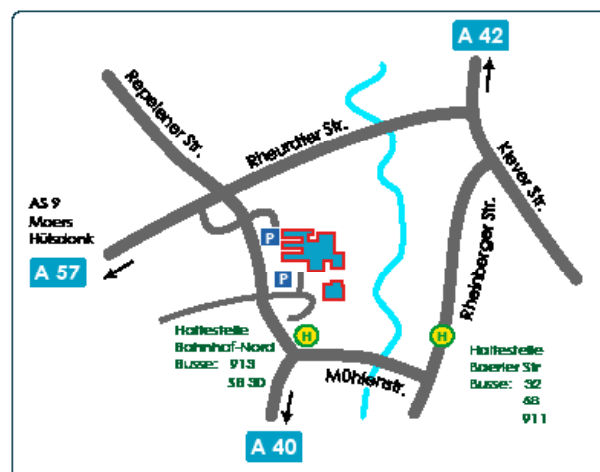 A 42
Repelener Str.
Rheurdter Str.
Klever Str.
AS 9
Moers
Hülsdonk
A 57
P
P
Rheinberger Str.
Haltestelle
Bahnhof-Nord
Busse: 913
SB 30
H
H
Haltestelle
Baerler Str
Busse: 32
68
911
Mühlenstr.
A 40